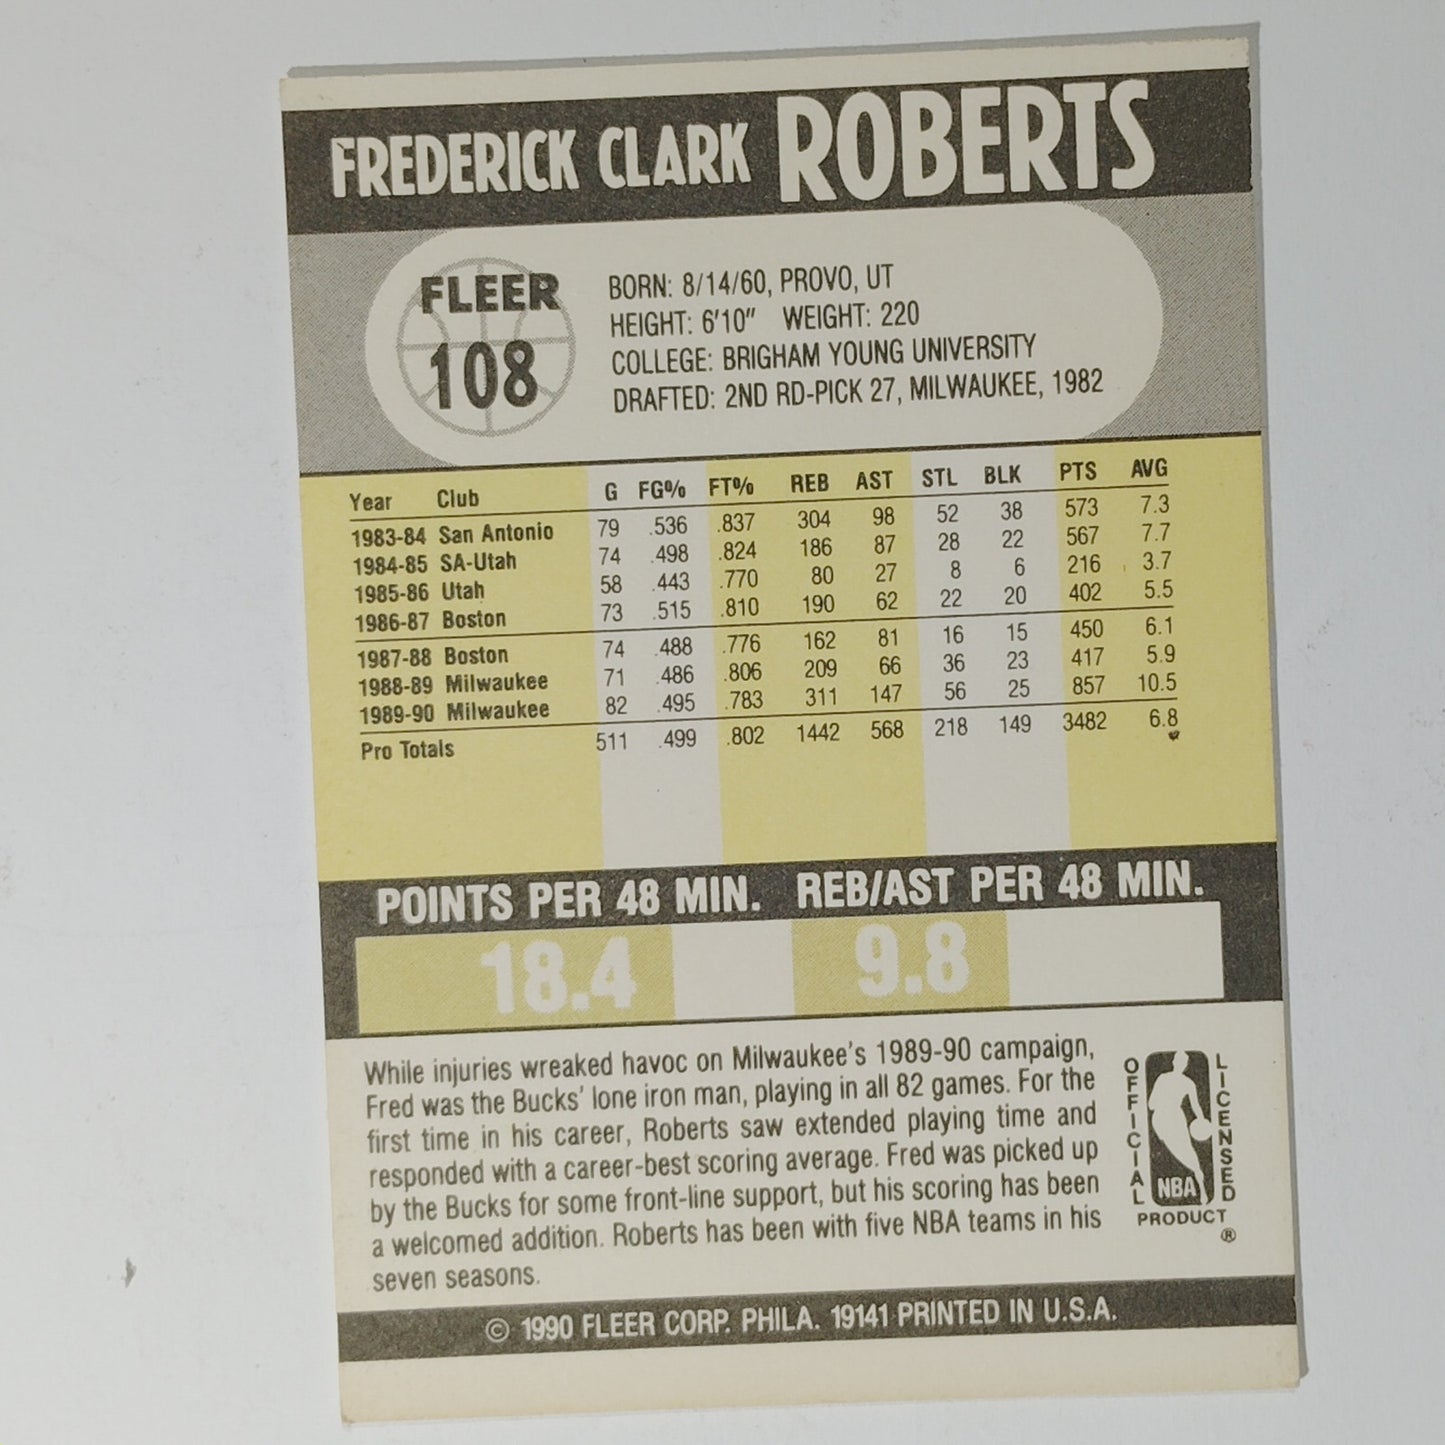 FREDERICK CLARK ROBERTS
FLEER
108
BORN: 8/14/60, PROVO, UT
HEIGHT: 6'10" WEIGHT: 220
COLLEGE: BRIGHAM YOUNG UNIVERSITY
DRAFTED: 2ND RD-PICK 27, MILWAUKEE, 1982
Year Club G FG% FT% REB AST STL BLK PTS AVG
1983-84 San Antonio 79 .536 .837 304 98 52 38 573 7.3
1984-85 SA-Utah 74 .498 .824 186 87 28 22 567 7.7
1985-86 Utah 58 .443 .770 80 27 8 6 216 3.7
1986-87 Boston 73 .515 .810 190 62 22 20 402 5.5
1987-88 Boston 74 .488 .776 162 81 16 15 450 6.1
1988-89 Milwaukee 71 .486 .806 209 66 36 23 417 5.9
1989-90 Milwaukee 82 .495 .783 311 147 56 25 857 10.5
Pro Totals 511 .499 .802 1442 568 218 149 3482 6.8
POINTS PER 48 MIN. REB/AST PER 48 MIN.
18.4 9.8
While injuries wreaked havoc on Milwaukee's 1989-90 campaign,
Fred was the Bucks' lone iron man, playing in all 82 games. For the
first time in his career, Roberts saw extended playing time and
responded with a career-best scoring average. Fred was picked up
by the Bucks for some front-line support, but his scoring has been
a welcomed addition. Roberts has been with five NBA teams in his
seven seasons.
OFFICIAL
LICENSED
NBA
PRODUCT
®
© 1990 FLEER CORP. PHILA. 19141 PRINTED IN U.S.A.